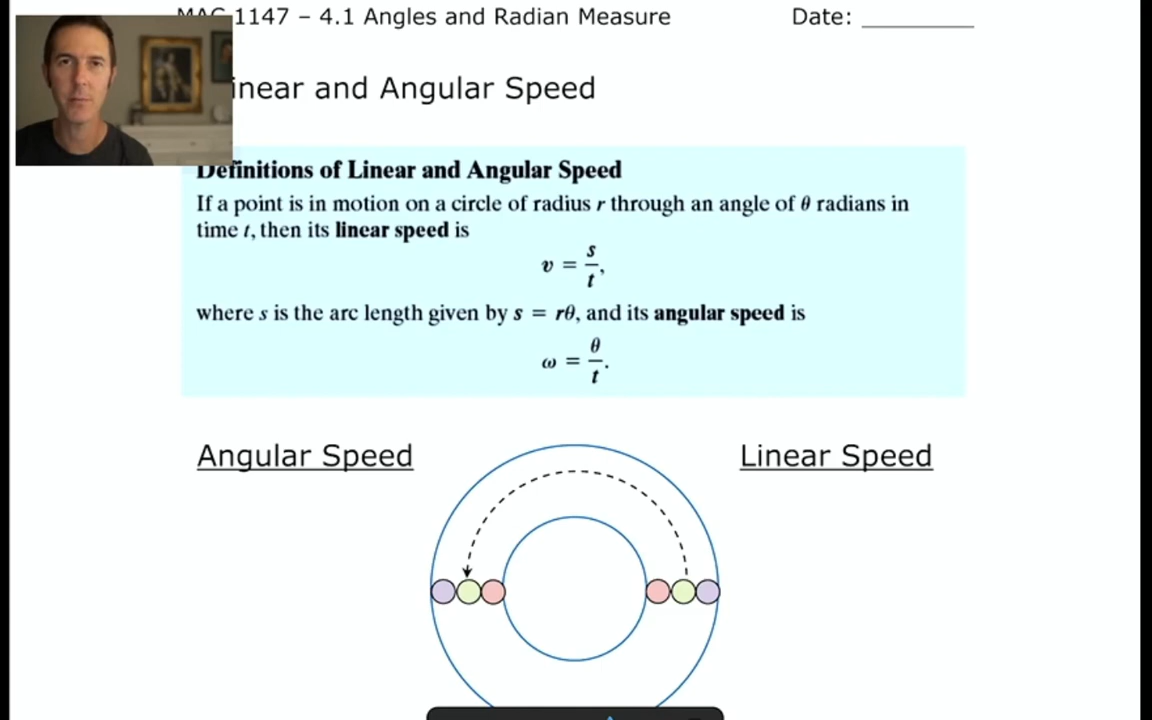 1147 – 4.1 Angles and Radian Measure Date: __________
inear and Angular Speed
Definitions of Linear and Angular Speed
If a point is in motion on a circle of radius r through an angle of θ radians in
time t, then its linear speed is
v = s/t,
where s is the arc length given by s = rθ, and its angular speed is
ω = θ/t.
Angular Speed Linear Speed